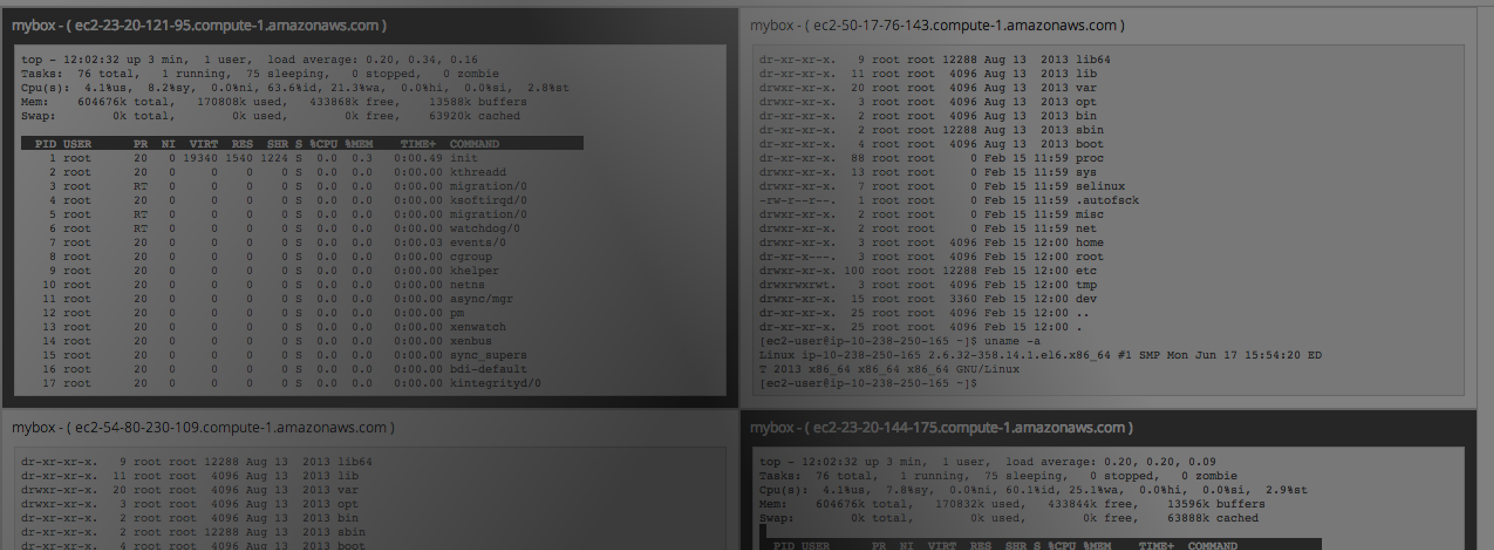 mybox - ( ec2-23-20-121-95.compute-1.amazonaws.com )
top - 12:02:32 up 3 min,  1 user,  load average: 0.20, 0.34, 0.16
Tasks:  76 total,   1 running,  75 sleeping,   0 stopped,   0 zombie
Cpu(s):  4.1%us,  8.2%sy,  0.0%ni, 63.6%id, 21.3%wa,  0.0%hi,  0.0%si,  2.8%st
Mem:    604676k total,   170808k used,   433868k free,    13588k buffers
Swap:        0k total,        0k used,        0k free,    63920k cached
PID USER      PR  NI  VIRT  RES  SHR S %CPU %MEM    TIME+  COMMAND
1 root      20   0 19340 1540 1224 S  0.0  0.3   0:00.49 init
2 root      20   0     0    0    0 S  0.0  0.0   0:00.00 kthreadd
3 root      RT   0     0    0    0 S  0.0  0.0   0:00.00 migration/0
4 root      20   0     0    0    0 S  0.0  0.0   0:00.00 ksoftirqd/0
5 root      RT   0     0    0    0 S  0.0  0.0   0:00.00 migration/0
6 root      RT   0     0    0    0 S  0.0  0.0   0:00.00 watchdog/0
7 root      20   0     0    0    0 S  0.0  0.0   0:00.03 events/0
8 root      20   0     0    0    0 S  0.0  0.0   0:00.00 cgroup
9 root      20   0     0    0    0 S  0.0  0.0   0:00.00 khelper
10 root      20   0     0    0    0 S  0.0  0.0   0:00.00 netns
11 root      20   0     0    0    0 S  0.0  0.0   0:00.00 async/mgr
12 root      20   0     0    0    0 S  0.0  0.0   0:00.00 pm
13 root      20   0     0    0    0 S  0.0  0.0   0:00.00 xenwatch
14 root      20   0     0    0    0 S  0.0  0.0   0:00.00 xenbus
15 root      20   0     0    0    0 S  0.0  0.0   0:00.00 sync_supers
16 root      20   0     0    0    0 S  0.0  0.0   0:00.00 bdi-default
17 root      20   0     0    0    0 S  0.0  0.0   0:00.00 kintegrityd/0
mybox - ( ec2-50-17-76-143.compute-1.amazonaws.com )
dr-xr-xr-x.   9 root root 12288 Aug 13  2013 lib64
dr-xr-xr-x.  11 root root  4096 Aug 13  2013 lib
drwxr-xr-x.  20 root root  4096 Aug 13  2013 var
drwxr-xr-x.   3 root root  4096 Aug 13  2013 opt
dr-xr-xr-x.   2 root root  4096 Aug 13  2013 bin
dr-xr-xr-x.   2 root root 12288 Aug 13  2013 sbin
dr-xr-xr-x.   4 root root  4096 Aug 13  2013 boot
dr-xr-xr-x.  88 root root     0 Feb 15 11:59 proc
drwxr-xr-x.  13 root root     0 Feb 15 11:59 sys
drwxr-xr-x.   7 root root     0 Feb 15 11:59 selinux
-rw-r--r--.   1 root root     0 Feb 15 11:59 .autofsck
drwxr-xr-x.   2 root root     0 Feb 15 11:59 misc
drwxr-xr-x.   2 root root     0 Feb 15 11:59 net
drwxr-xr-x.   3 root root  4096 Feb 15 12:00 home
dr-xr-x---.   3 root root  4096 Feb 15 12:00 root
drwxr-xr-x. 100 root root 12288 Feb 15 12:00 etc
drwxrwxrwt.   3 root root  4096 Feb 15 12:00 tmp
drwxr-xr-x.  15 root root  3360 Feb 15 12:00 dev
dr-xr-xr-x.  25 root root  4096 Feb 15 12:00 ..
dr-xr-xr-x.  25 root root  4096 Feb 15 12:00 .
[ec2-user@ip-10-238-250-165 ~]$ uname -a
Linux ip-10-238-250-165 2.6.32-358.14.1.el6.x86_64 #1 SMP Mon Jun 17 15:54:20 ED
T 2013 x86_64 x86_64 x86_64 GNU/Linux
[ec2-user@ip-10-238-250-165 ~]$
mybox - ( ec2-54-80-230-109.compute-1.amazonaws.com )
dr-xr-xr-x.   9 root root 12288 Aug 13  2013 lib64
dr-xr-xr-x.  11 root root  4096 Aug 13  2013 lib
drwxr-xr-x.  20 root root  4096 Aug 13  2013 var
drwxr-xr-x.   3 root root  4096 Aug 13  2013 opt
dr-xr-xr-x.   2 root root  4096 Aug 13  2013 bin
dr-xr-xr-x.   2 root root 12288 Aug 13  2013 sbin
dr-xr-xr-x.   4 root root  4096 Aug 13  2013 boot
mybox - ( ec2-23-20-144-175.compute-1.amazonaws.com )
top - 12:02:32 up 3 min,  1 user,  load average: 0.20, 0.20, 0.09
Tasks:  76 total,   1 running,  75 sleeping,   0 stopped,   0 zombie
Cpu(s):  4.1%us,  7.8%sy,  0.0%ni, 60.1%id, 25.1%wa,  0.0%hi,  0.0%si,  2.9%st
Mem:    604676k total,   170832k used,   433844k free,    13596k buffers
Swap:        0k total,        0k used,        0k free,    63888k cached
PID USER      PR  NI  VIRT  RES  SHR S %CPU %MEM    TIME+  COMMAND